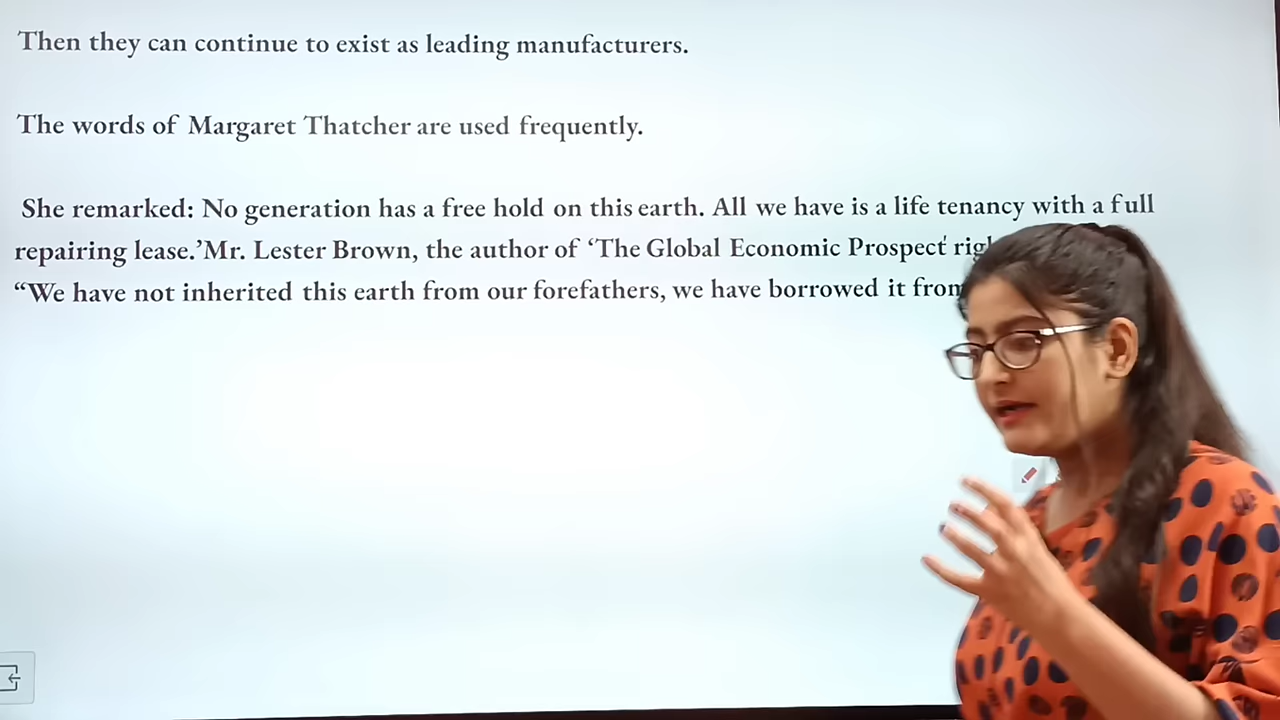 Then they can continue to exist as leading manufacturers.
The words of Margaret Thatcher are used frequently.
She remarked: No generation has a free hold on this earth. All we have is a life tenancy with a full
repairing lease.’Mr. Lester Brown, the author of ‘The Global Economic Prospect'
“We have not inherited this earth from our forefathers, we have borrowed it from